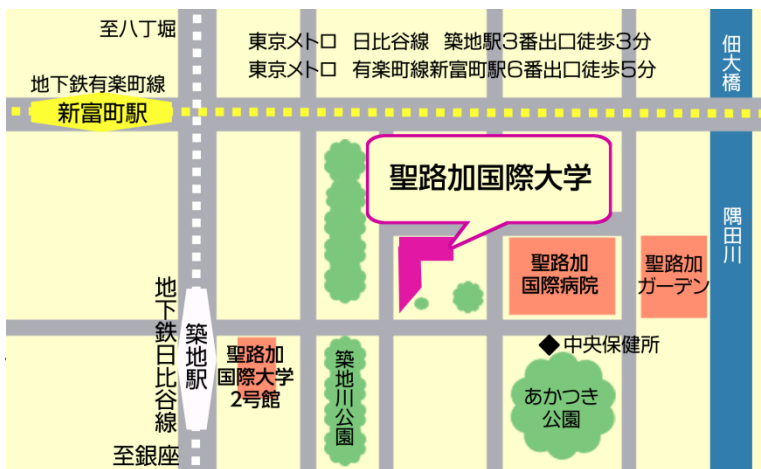 至八丁堀
東京メトロ 日比谷線 築地駅3番出口徒歩3分
東京メトロ 有楽町線新富町駅6番出口徒歩5分
佃大橋
地下鉄有楽町線
新富町駅
聖路加国際大学
隅田川
聖路加
国際病院
聖路加
ガーデン
地下鉄日比谷線
築地駅
聖路加
国際大学
2号館
築地川公園
中央保健所
あかつき
公園
至銀座